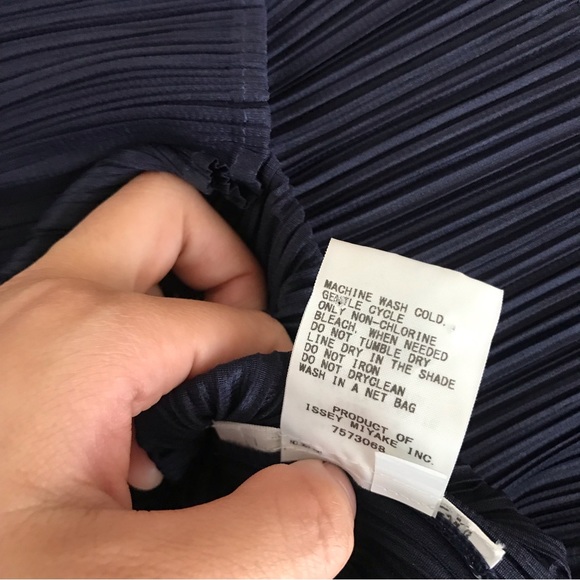 MACHINE WASH COLD,
GENTLE CYCLE
ONLY NON-CHLORINE
BLEACH, WHEN NEEDED
DO NOT TUMBLE DRY
LINE DRY IN THE SHADE
DO NOT IRON
DO NOT DRYCLEAN
WASH IN A NET BAG
PRODUCT OF
ISSEY MIYAKE INC.
7573068